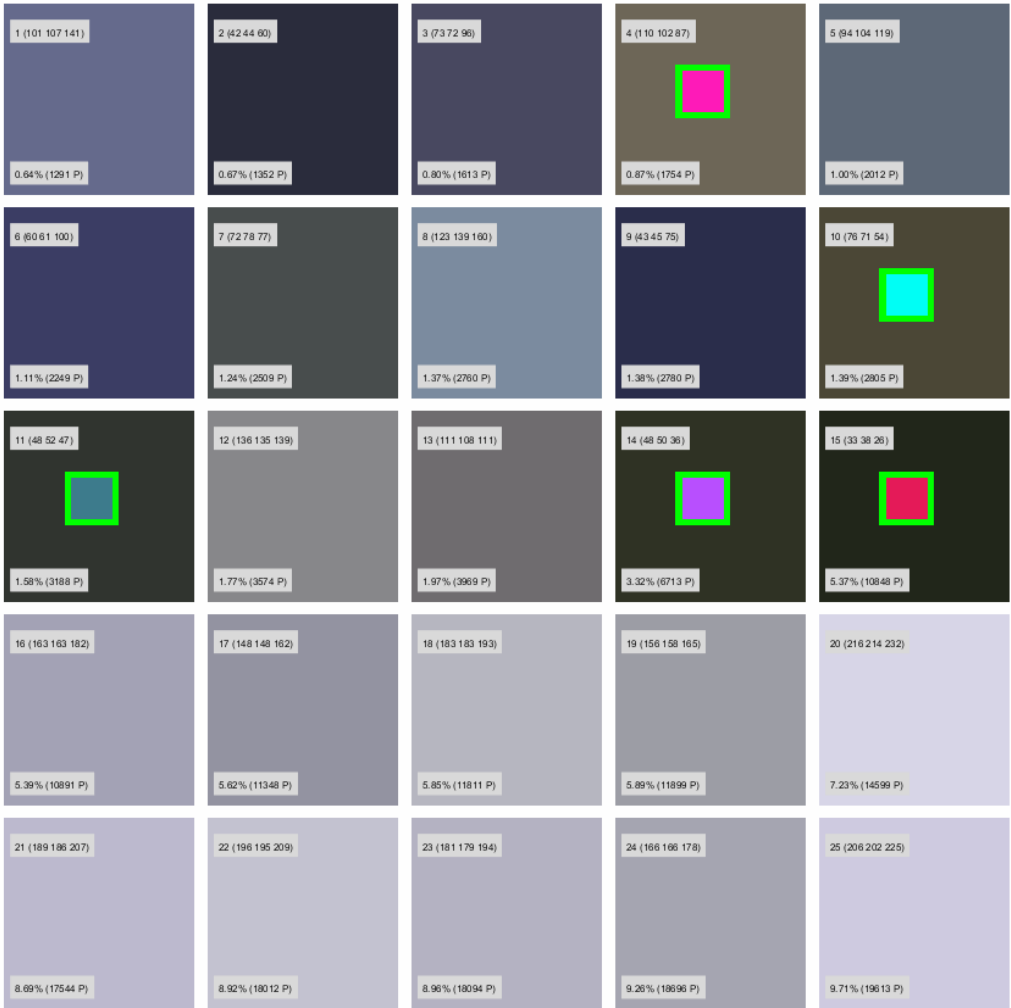 1 (101 107 141)
0.64% (1291 P)
2 (42 44 60)
0.67% (1352 P)
3 (73 72 96)
0.80% (1613 P)
4 (110 102 87)
0.87% (1754 P)
5 (94 104 119)
1.00% (2012 P)
6 (60 61 100)
1.11% (2249 P)
7 (72 78 77)
1.24% (2509 P)
8 (123 139 160)
1.37% (2760 P)
9 (43 45 75)
1.38% (2780 P)
10 (76 71 54)
1.39% (2805 P)
11 (48 52 47)
1.58% (3188 P)
12 (136 135 139)
1.77% (3574 P)
13 (111 108 111)
1.97% (3969 P)
14 (48 50 36)
3.32% (6713 P)
15 (33 38 26)
5.37% (10848 P)
16 (163 163 182)
5.39% (10891 P)
17 (148 148 162)
5.62% (11348 P)
18 (183 183 193)
5.85% (11811 P)
19 (156 158 165)
5.89% (11899 P)
20 (216 214 232)
7.23% (14599 P)
21 (189 186 207)
8.69% (17544 P)
22 (196 195 209)
8.92% (18012 P)
23 (181 179 194)
8.96% (18094 P)
24 (166 166 178)
9.26% (18696 P)
25 (206 202 225)
9.71% (19613 P)